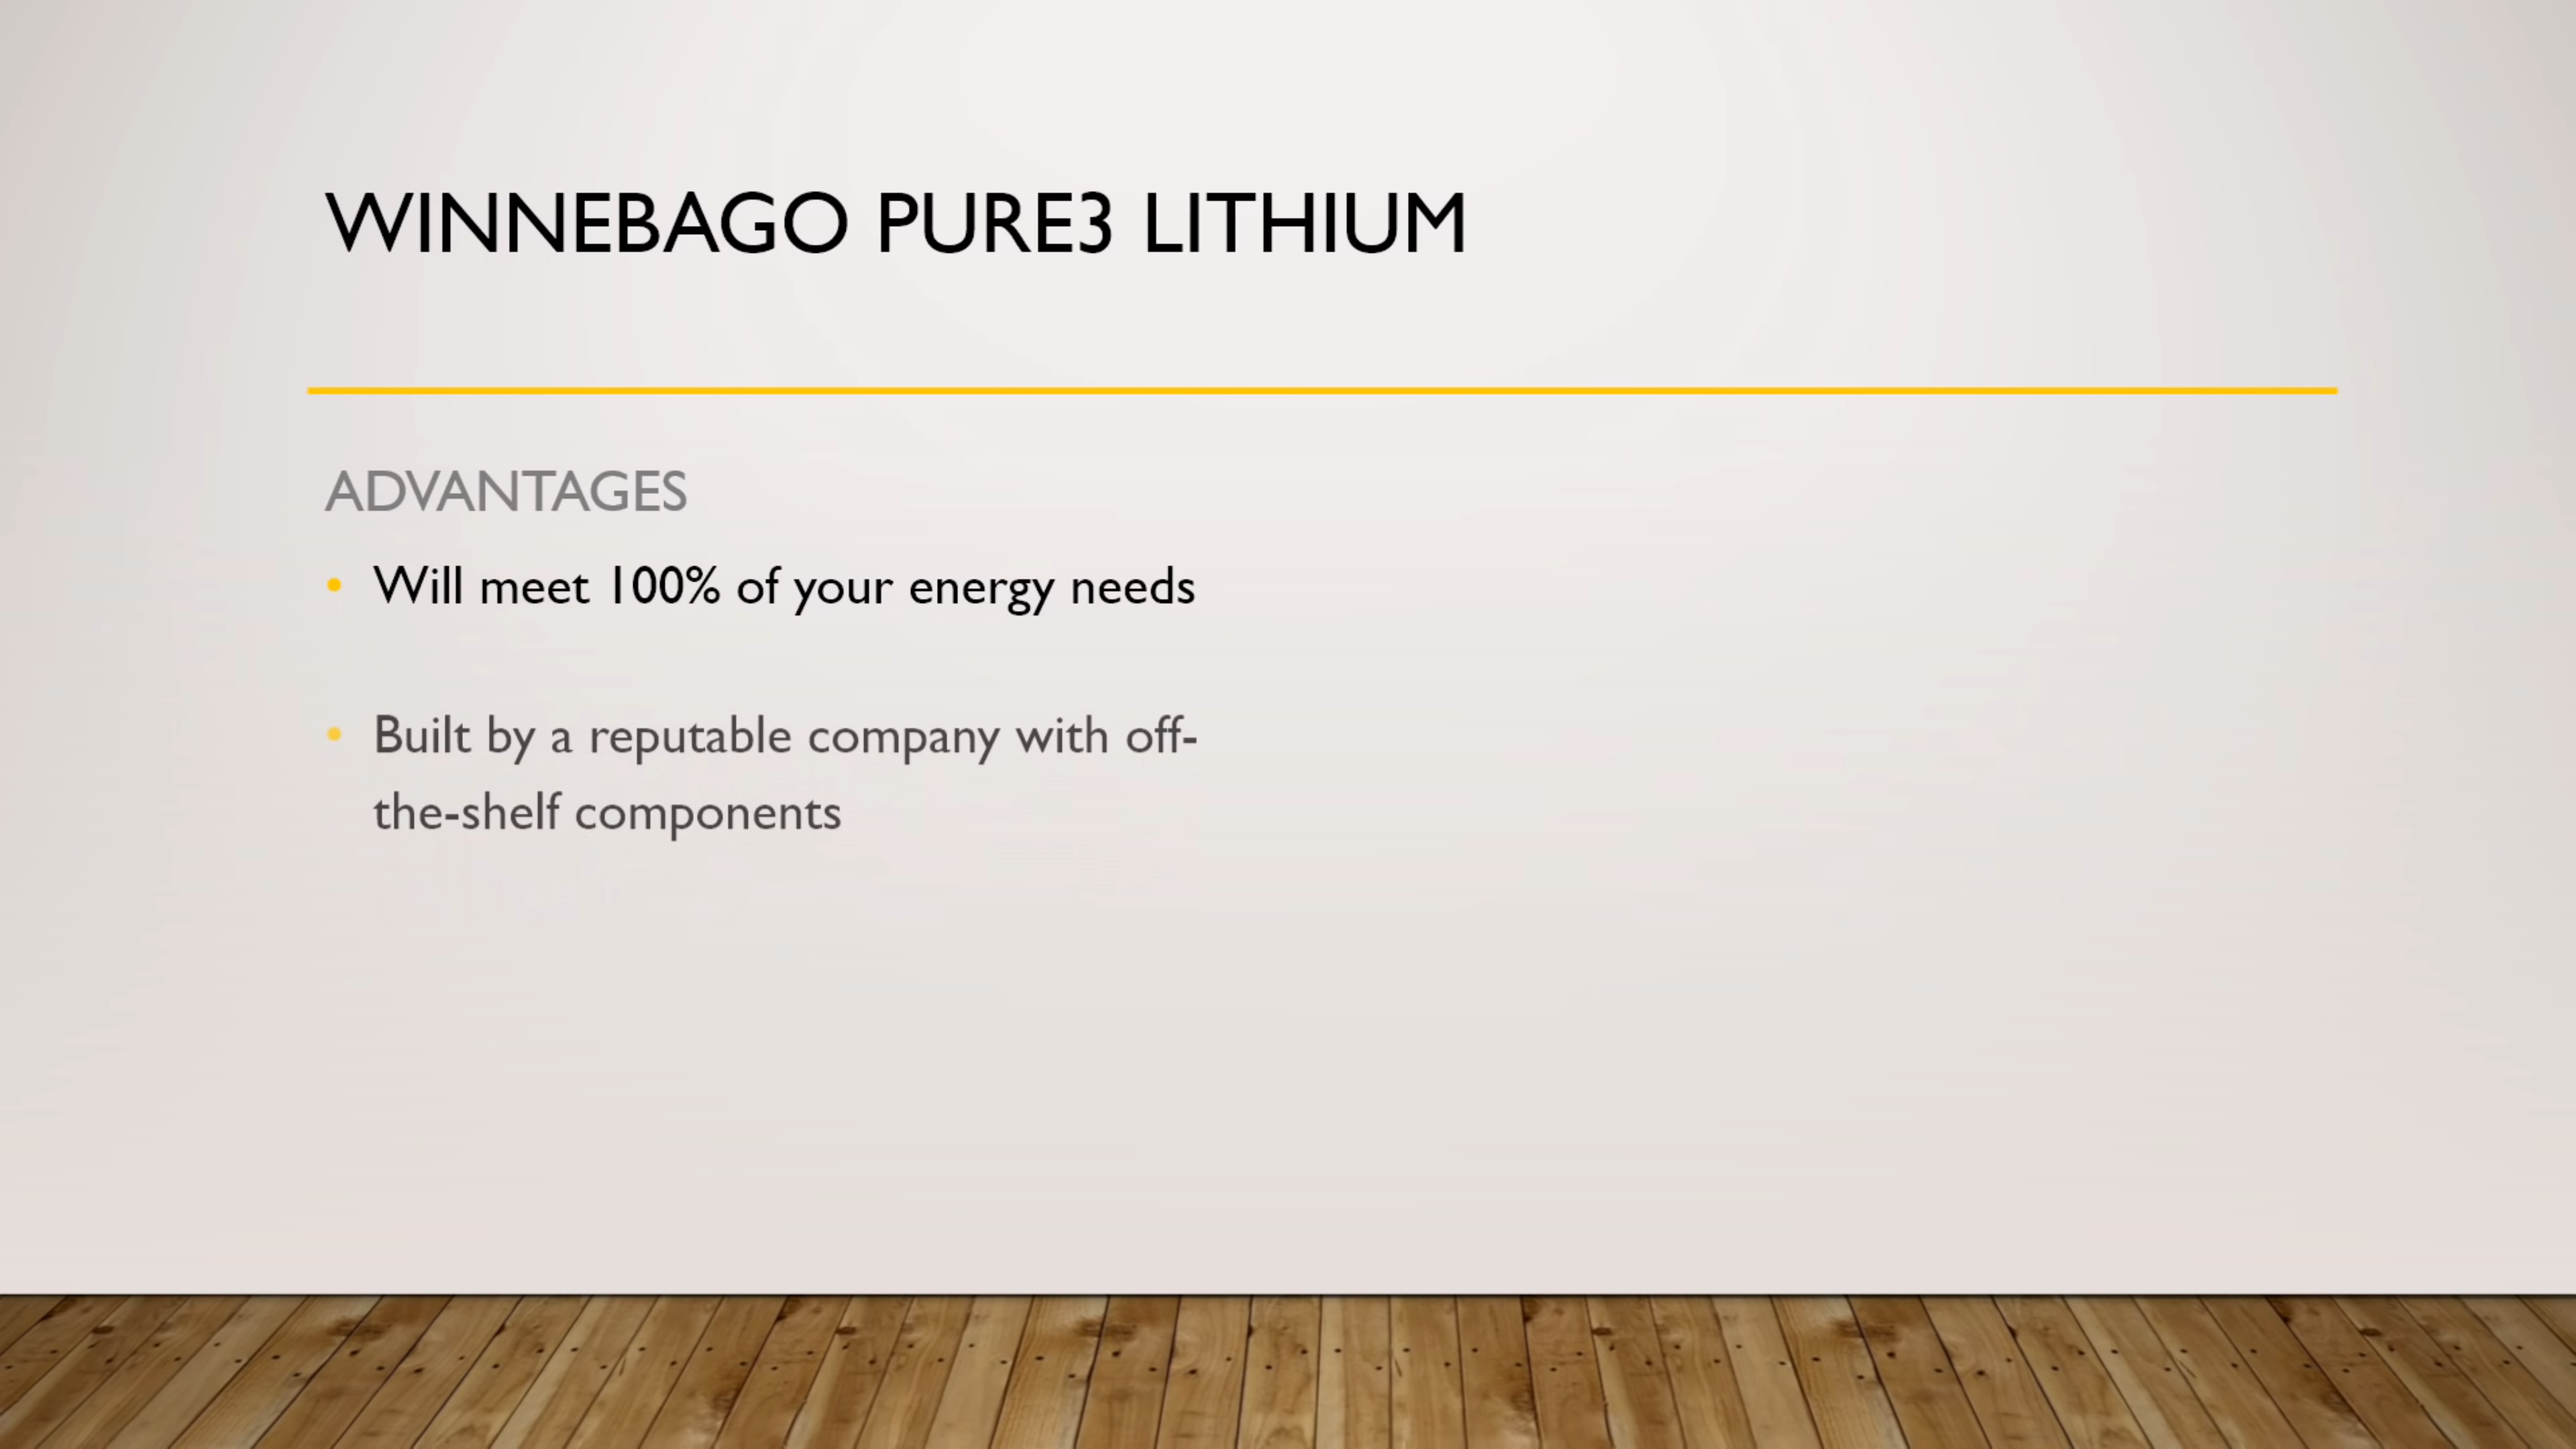 WINNEBAGO PURE3 LITHIUM
ADVANTAGES
• Will meet 100% of your energy needs
• Built by a reputable company with off-
the-shelf components